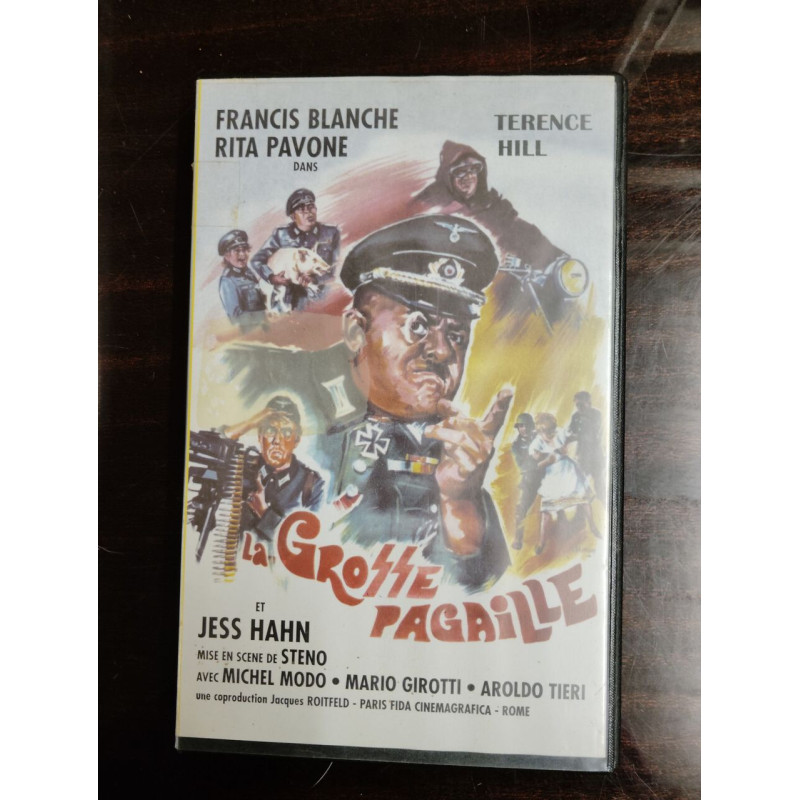 FRANCIS BLANCHE
RITA PAVONE
DANS
TERENCE
HILL
La GROSSE
PAGAILLE
ET
JESS HAHN
MISE EN SCENE DE STENO
AVEC MICHEL MODO • MARIO GIROTTI • AROLDO TIERI
une coproduction Jacques ROITFELD - PARIS FIDA CINEMAGRAFICA - ROME